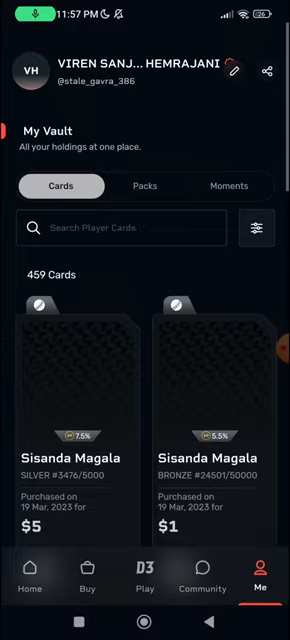 11:57 PM
26
VH
VIREN SANJ... HEMRAJANI
@stale_gavra_386
My Vault
All your holdings at one place.
Cards
Packs
Moments
Search Player Cards
459 Cards
7.5%
5.5%
Sisanda Magala
Sisanda Magala
SILVER #3476/5000
BRONZE #24501/50000
Purchased on
19 Mar, 2023 for
Purchased on
19 Mar, 2023 for
$5
$1
Home
Buy
D3
Play
Community
Me